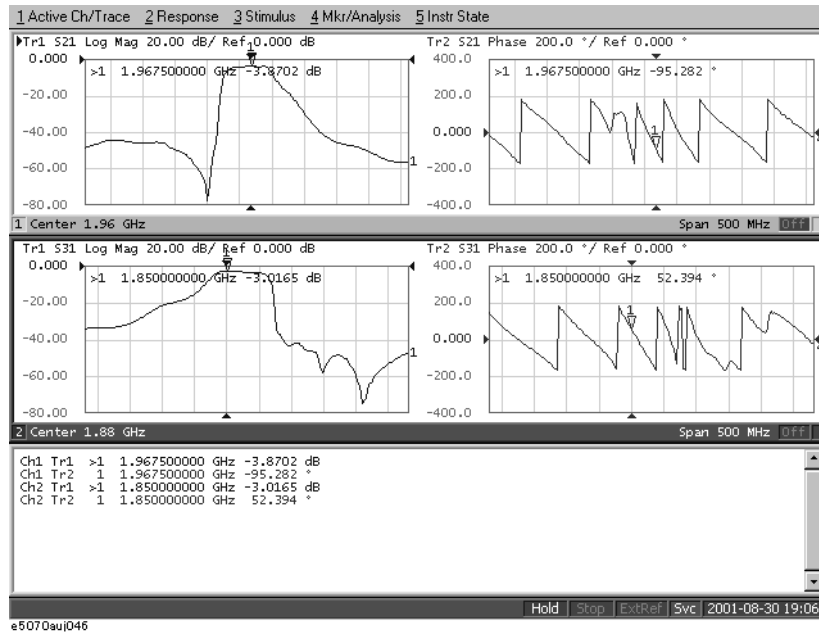 1 Active Ch/Trace 2 Response 3 Stimulus 4 Mkr/Analysis 5 Instr State
Tr1 S21 Log Mag 20.00 dB/ Ref 0.000 dB
0.000
-20.00
-40.00
-60.00
-80.00
1
>1 1.967500000 GHz -3.8702 dB
1
Tr2 S21 Phase 200.0 °/ Ref 0.000 °
400.0
200.0
0.000
-200.0
-400.0
>1 1.967500000 GHz -95.282 °
1
1 Center 1.96 GHz Span 500 MHz Off
Tr1 S31 Log Mag 20.00 dB/ Ref 0.000 dB
0.000
-20.00
-40.00
-60.00
-80.00
1
>1 1.850000000 GHz -3.0165 dB
1
Tr2 S31 Phase 200.0 °/ Ref 0.000 °
400.0
200.0
0.000
-200.0
-400.0
>1 1.850000000 GHz 52.394 °
1
2 Center 1.88 GHz Span 500 MHz Off
Ch1 Tr1 >1 1.967500000 GHz -3.8702 dB
Ch1 Tr2 1 1.967500000 GHz -95.282 °
Ch2 Tr1 >1 1.850000000 GHz -3.0165 dB
Ch2 Tr2 1 1.850000000 GHz 52.394 °
Hold Stop ExtRef Svc 2001-08-30 19:06
e5070auj046